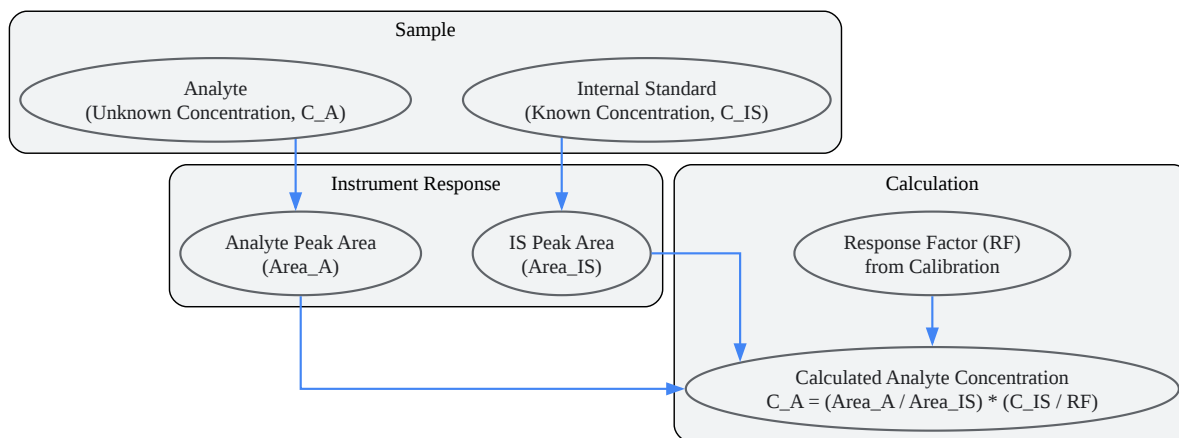 Sample
Analyte
(Unknown Concentration, C_A)
Internal Standard
(Known Concentration, C_IS)
Instrument Response
Analyte Peak Area
(Area_A)
IS Peak Area
(Area_IS)
Calculation
Response Factor (RF)
from Calibration
Calculated Analyte Concentration
C_A = (Area_A / Area_IS) * (C_IS / RF)